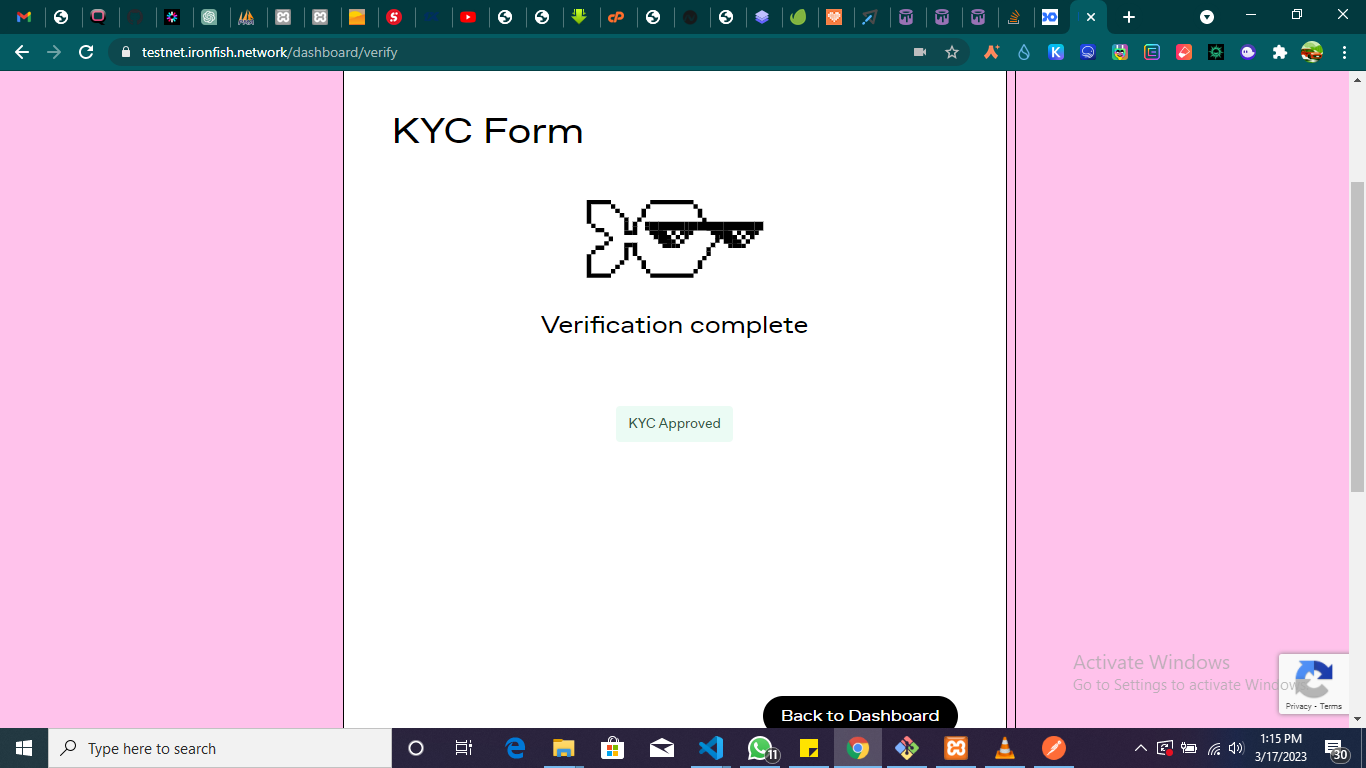 testnet.ironfish.network/dashboard/verify
KYC Form
Verification complete
KYC Approved
Activate Windows
Go to Settings to activate Windows
Privacy - Terms
Back to Dashboard
Type here to search
11
1:15 PM
3/17/2023
30